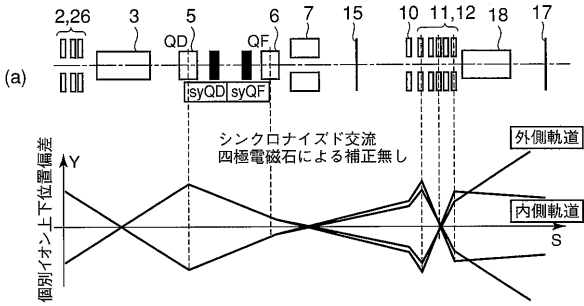 2,26 3 QD 5 QF 6 7 15 10 11,12 18 17
(a)
syQD syQF
シンクロナイズド交流
四極電磁石による補正無し
外側軌道
内側軌道
個別イオン上下位置偏差
Y
S